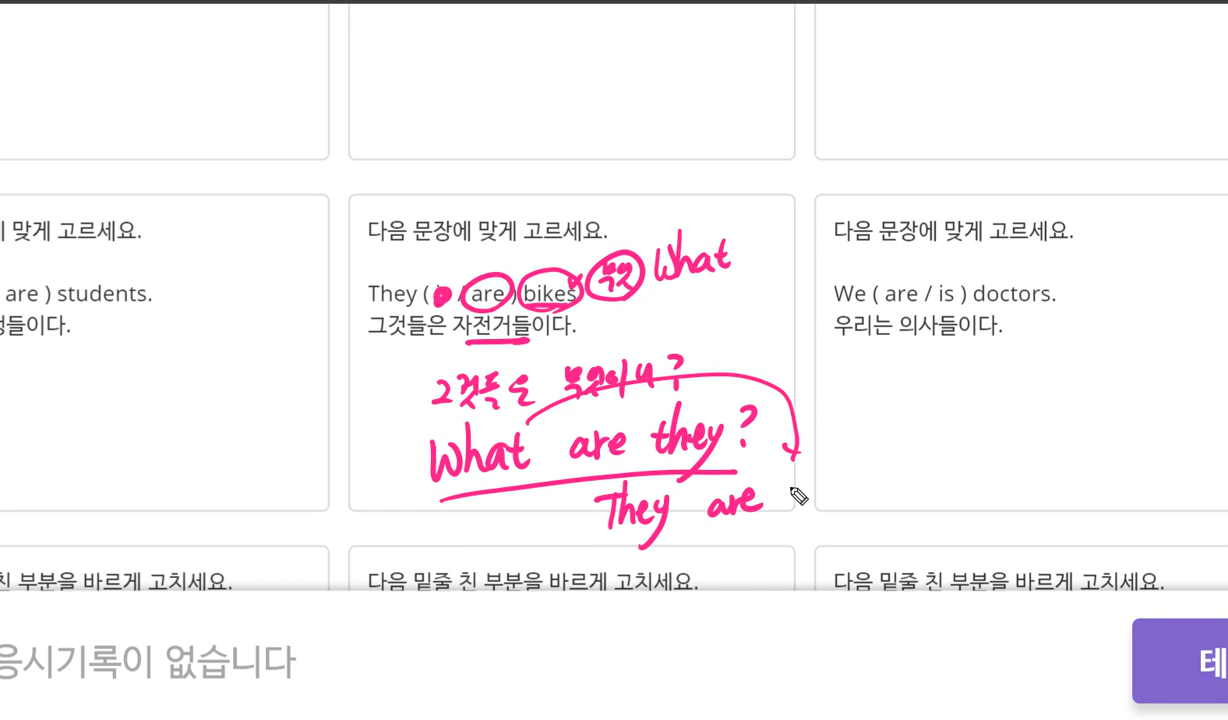 맞게 고르세요.
are ) students.
들이다.
다음 문장에 맞게 고르세요.
They ( / are ) bikes
그것들은 자전거들이다.
무엇 What
그것들은 무엇이니?
What are they?
They are
다음 문장에 맞게 고르세요.
We ( are / is ) doctors.
우리는 의사들이다.
친 부분을 바르게 고치세요.
다음 밑줄 친 부분을 바르게 고치세요.
다음 밑줄 친 부분을 바르게 고치세요.
응시기록이 없습니다
테